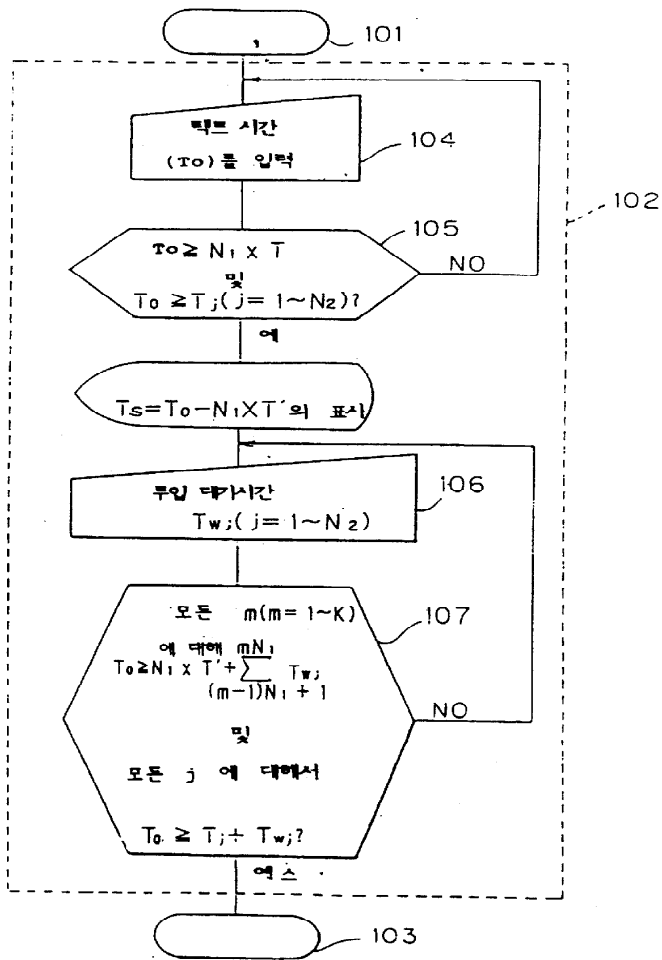 101
102
택트 시간
(To)를 입력
104
105
To ≧ N₁ x T
및
To ≧ Tj(j= 1~N₂)?
NO
예
Ts=To-N₁XT'의 표시
투입 대기시간
Twj(j= 1~N₂)
106
107
모든 m(m= 1~K)
에 대해 mN₁
To≧N₁ x T'+∑ Twj
(m-1)N₁ + 1
NO
및
모든 j 에 대해서
To ≧ Tj+ Twj?
예스
103